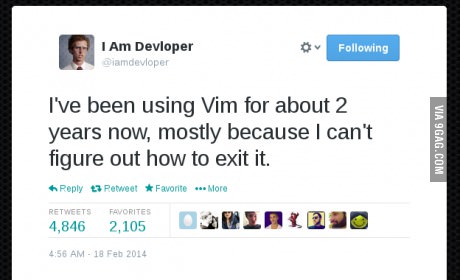 I Am Devloper
@iamdevloper
Following
I've been using Vim for about 2
years now, mostly because I can't
figure out how to exit it.
Reply Retweet Favorite More
RETWEETS FAVORITES
4,846 2,105
4:56 AM - 18 Feb 2014
VIA 9GAG.COM